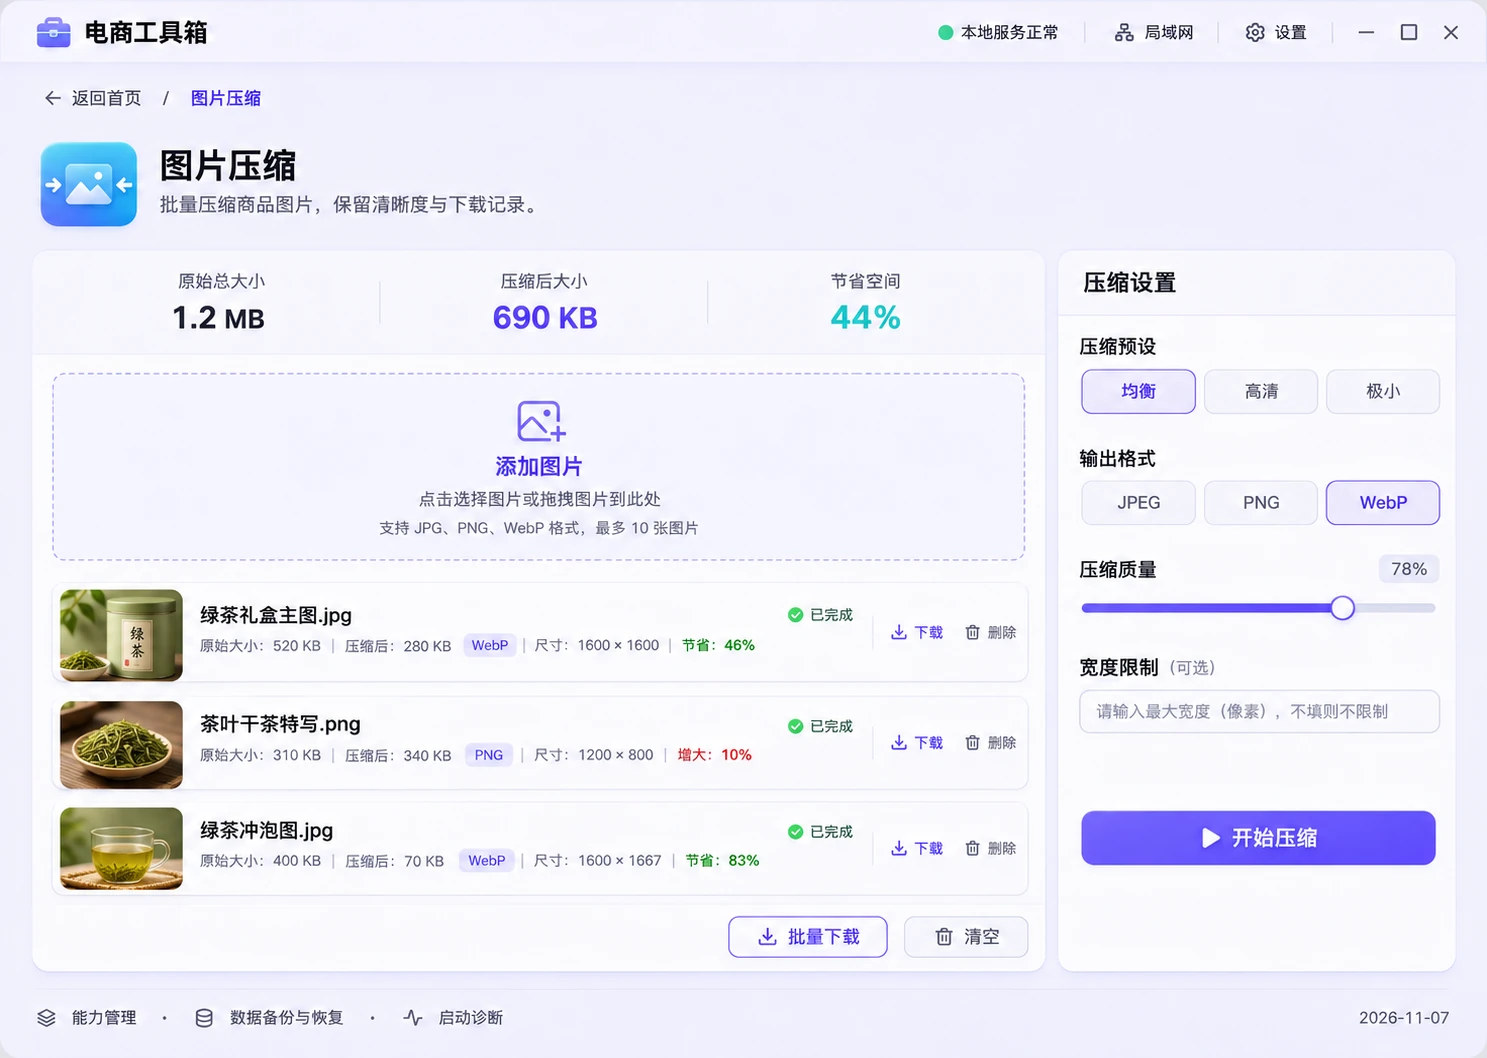 电商工具箱
本地服务正常
局域网
设置
返回首页 / 图片压缩
图片压缩
批量压缩商品图片，保留清晰度与下载记录。
原始总大小
1.2 MB
压缩后大小
690 KB
节省空间
44%
添加图片
点击选择图片或拖拽图片到此处
支持 JPG、PNG、WebP 格式，最多 10 张图片
绿茶
绿茶礼盒主图.jpg
已完成
原始大小：520 KB | 压缩后：280 KB WebP | 尺寸：1600 × 1600 | 节省：46%
下载 删除
茶叶干茶特写.png
已完成
原始大小：310 KB | 压缩后：340 KB PNG | 尺寸：1200 × 800 | 增大：10%
下载 删除
绿茶冲泡图.jpg
已完成
原始大小：400 KB | 压缩后：70 KB WebP | 尺寸：1600 × 1667 | 节省：83%
下载 删除
批量下载
清空
压缩设置
压缩预设
均衡 高清 极小
输出格式
JPEG PNG WebP
压缩质量 78%
宽度限制（可选）
请输入最大宽度（像素），不填则不限制
开始压缩
能力管理 · 数据备份与恢复 · 启动诊断
2026-11-07